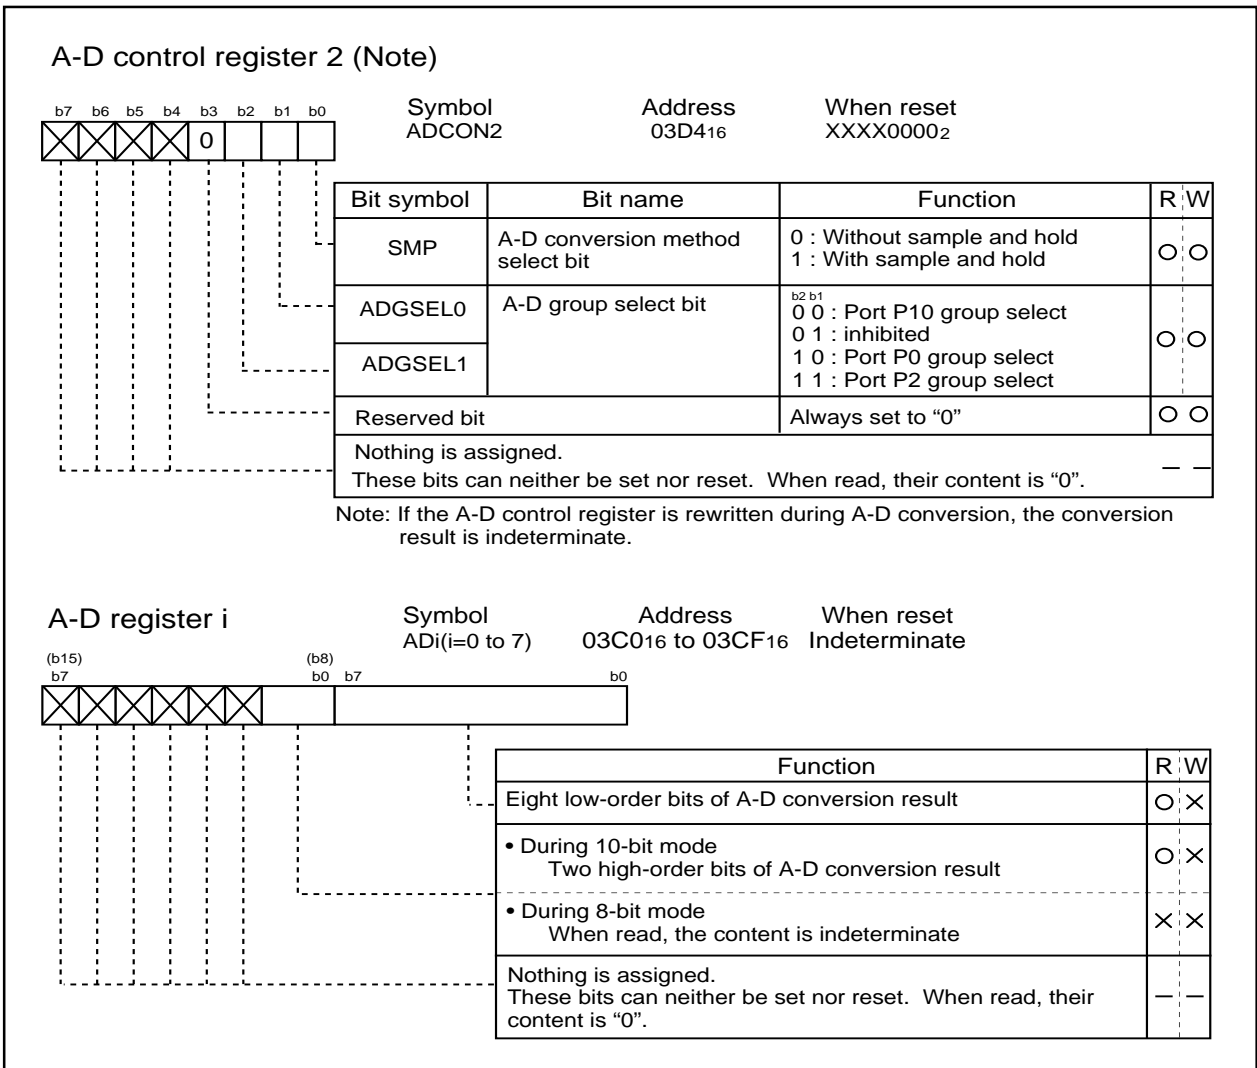 A-D control register 2 (Note)
b7 b6 b5 b4 b3 b2 b1 b0
0
Symbol Address When reset
ADCON2 03D416 XXXX00002
Bit symbol Bit name Function R W
SMP
A-D conversion method
select bit
0 : Without sample and hold
1 : With sample and hold
ADGSEL0
ADGSEL1
A-D group select bit
b2 b1
0 0 : Port P10 group select
0 1 : inhibited
1 0 : Port P0 group select
1 1 : Port P2 group select
Reserved bit Always set to “0”
Nothing is assigned.
These bits can neither be set nor reset. When read, their content is “0”.
Note: If the A-D control register is rewritten during A-D conversion, the conversion
result is indeterminate.
A-D register i
Symbol Address When reset
ADi(i=0 to 7) 03C016 to 03CF16 Indeterminate
(b15) (b8)
b7 b0 b7 b0
Function R W
Eight low-order bits of A-D conversion result
• During 10-bit mode
Two high-order bits of A-D conversion result
• During 8-bit mode
When read, the content is indeterminate
Nothing is assigned.
These bits can neither be set nor reset. When read, their
content is “0”.